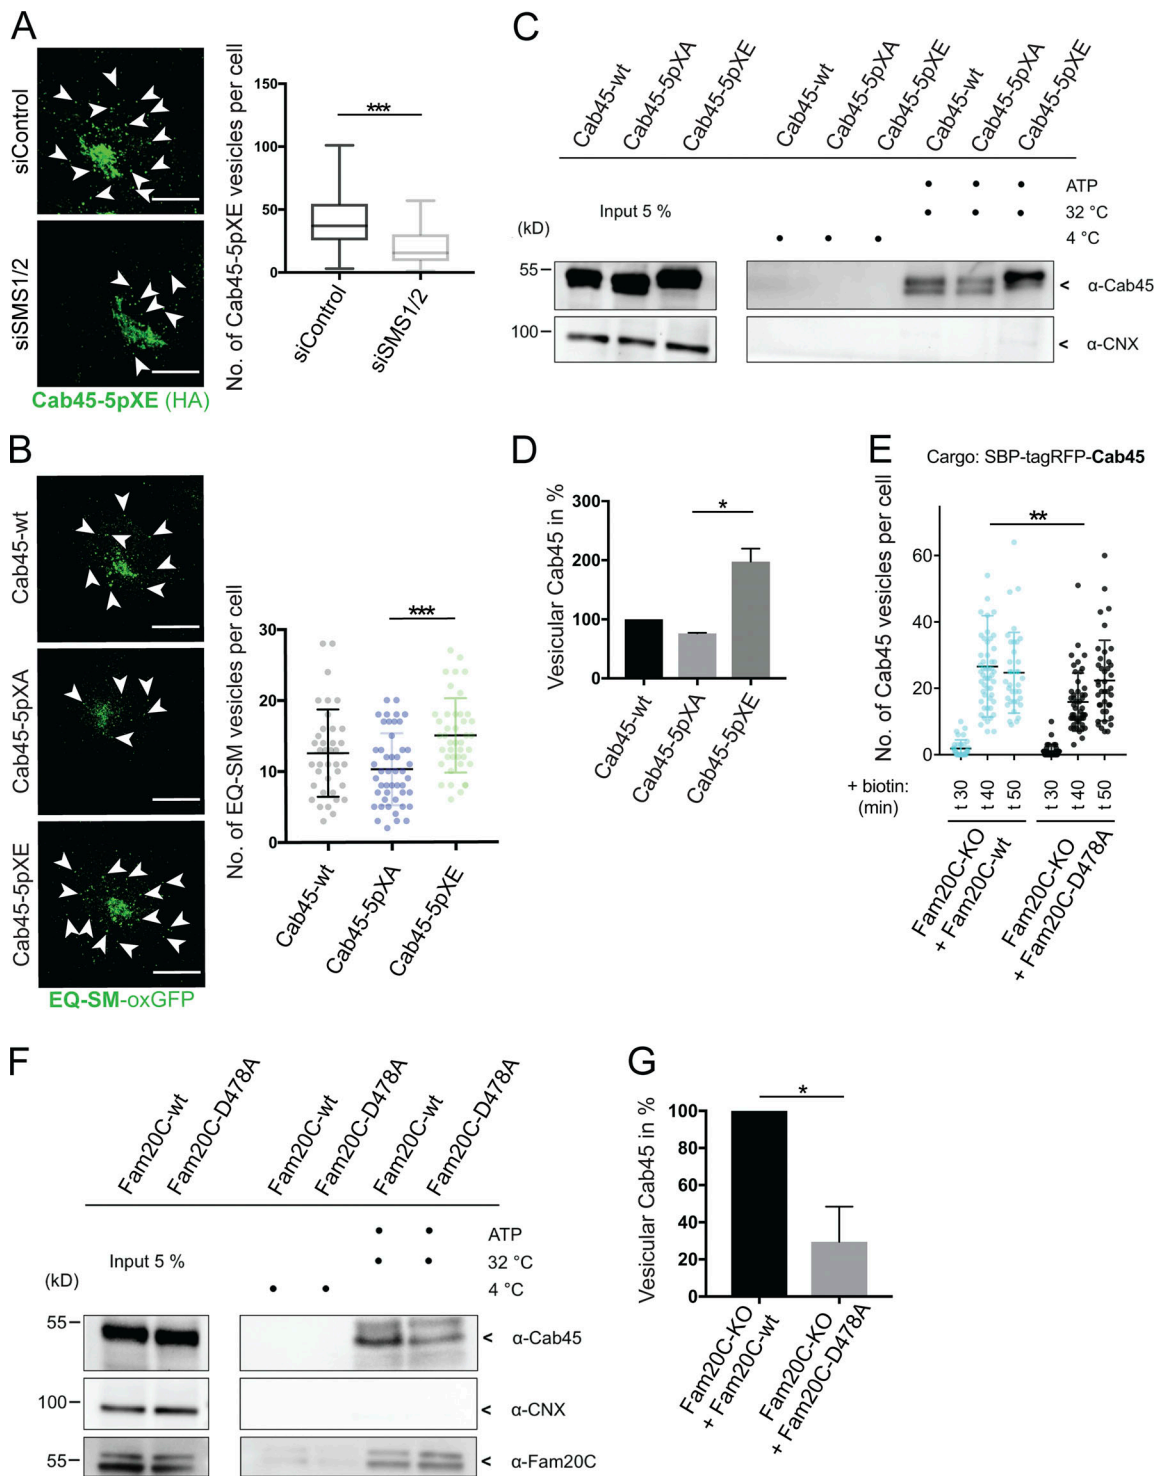 A
siControl
siSMS1/2
Cab45-5pXE (HA)
No. of Cab45-5pXE vesicles per cell
150
100
50
0
***
siControl
siSMS1/2
B
Cab45-wt
Cab45-5pXA
Cab45-5pXE
EQ-SM-oxGFP
No. of EQ-SM vesicles per cell
30
20
10
0
***
Cab45-wt
Cab45-5pXA
Cab45-5pXE
C
Cab45-wt
Cab45-5pXA
Cab45-5pXE
Cab45-wt
Cab45-5pXA
Cab45-5pXE
Cab45-wt
Cab45-5pXA
Cab45-5pXE
ATP
Input 5 %
32 °C
(kD)
4 °C
55
< α-Cab45
100
< α-CNX
D
Vesicular Cab45 in %
300
200
100
0
*
Cab45-wt
Cab45-5pXA
Cab45-5pXE
E
Cargo: SBP-tagRFP-Cab45
No. of Cab45 vesicles per cell
60
40
20
0
**
+ biotin:
(min)
t 30
t 40
t 50
t 30
t 40
t 50
Fam20C-KO
+ Fam20C-wt
Fam20C-KO
+ Fam20C-D478A
F
Fam20C-wt
Fam20C-D478A
Fam20C-wt
Fam20C-D478A
Fam20C-wt
Fam20C-D478A
ATP
Input 5 %
32 °C
(kD)
4 °C
55
< α-Cab45
100
< α-CNX
55
< α-Fam20C
G
Vesicular Cab45 in %
100
80
60
40
20
0
*
Fam20C-KO
+ Fam20C-wt
Fam20C-KO
+ Fam20C-D478A